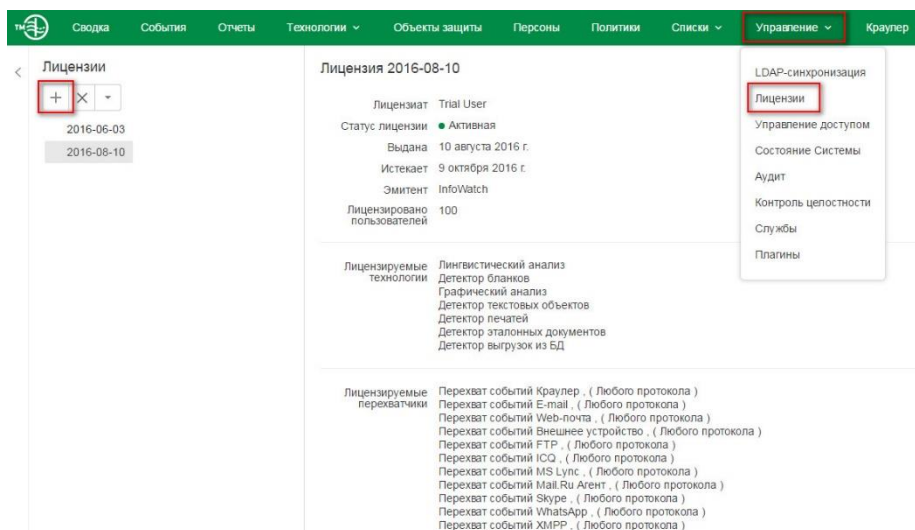 ТМ Сводка События Отчеты Технологии Объекты защиты Персоны Политики Списки Управление Краулер
Лицензии
2016-06-03
2016-08-10
Лицензия 2016-08-10
Лицензиат Trial User
Статус лицензии Активная
Выдана 10 августа 2016 г.
Истекает 9 октября 2016 г.
Эмитент InfoWatch
Лицензировано 100
пользователей
Лицензируемые Лингвистический анализ
технологии Детектор бланков
Графический анализ
Детектор текстовых объектов
Детектор печатей
Детектор эталонных документов
Детектор выгрузок из БД
Лицензируемые Перехват событий Краулер , ( Любого протокола )
перехватчики Перехват событий E-mail , ( Любого протокола )
Перехват событий Web-почта , ( Любого протокола )
Перехват событий Внешнее устройство , ( Любого протокола )
Перехват событий FTP , ( Любого протокола )
Перехват событий ICQ , ( Любого протокола )
Перехват событий MS Lync , ( Любого протокола )
Перехват событий Mail.Ru Агент , ( Любого протокола )
Перехват событий Skype , ( Любого протокола )
Перехват событий WhatsApp , ( Любого протокола )
Перехват событий XMPP , ( Любого протокола )
LDAP-синхронизация
Лицензии
Управление доступом
Состояние Системы
Аудит
Контроль целостности
Службы
Плагины